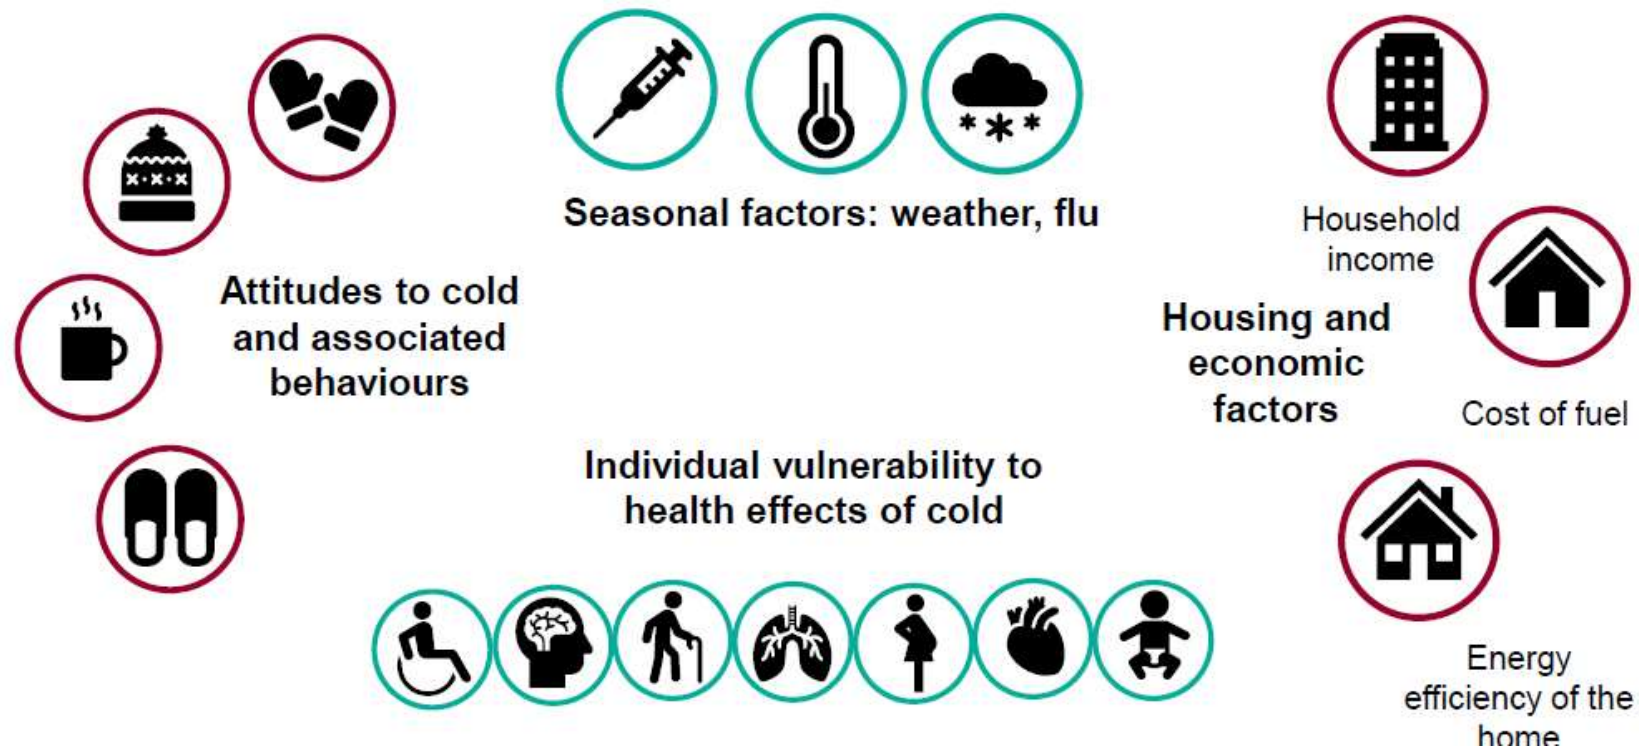 Seasonal factors: weather, flu
Attitudes to cold
and associated
behaviours
Household
income
Housing and
economic
factors
Cost of fuel
Individual vulnerability to
health effects of cold
Energy
efficiency of the
home